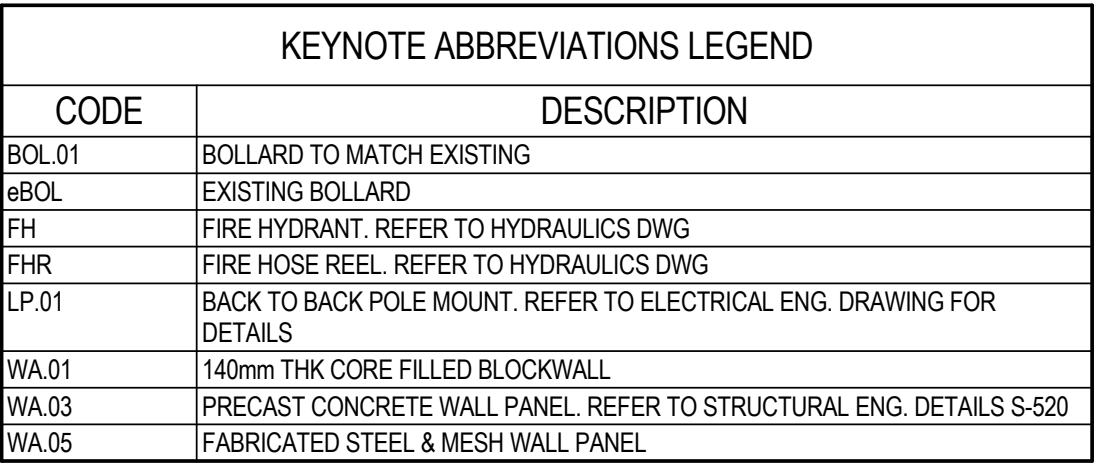 KEYNOTE ABBREVIATIONS LEGEND
CODE DESCRIPTION
BOL.01 BOLLARD TO MATCH EXISTING
eBOL EXISTING BOLLARD
FH FIRE HYDRANT. REFER TO HYDRAULICS DWG
FHR FIRE HOSE REEL. REFER TO HYDRAULICS DWG
LP.01 BACK TO BACK POLE MOUNT. REFER TO ELECTRICAL ENG. DRAWING FOR
DETAILS
WA.01 140mm THK CORE FILLED BLOCKWALL
WA.03 PRECAST CONCRETE WALL PANEL. REFER TO STRUCTURAL ENG. DETAILS S-520
WA.05 FABRICATED STEEL & MESH WALL PANEL